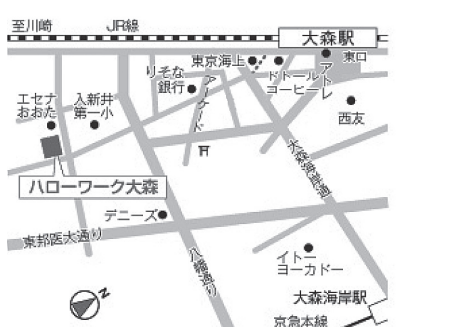 至川崎
JR線
大森駅
東口
東京海上
アトレ
ドトール
コーヒー
りそな
銀行
アーケード
西友
エセナ
おおた
入新井
第一小
大森海岸通
ハローワーク大森
デニーズ
東邦医大通り
八幡通り
イトー
ヨーカドー
大森海岸駅
京急本線
N